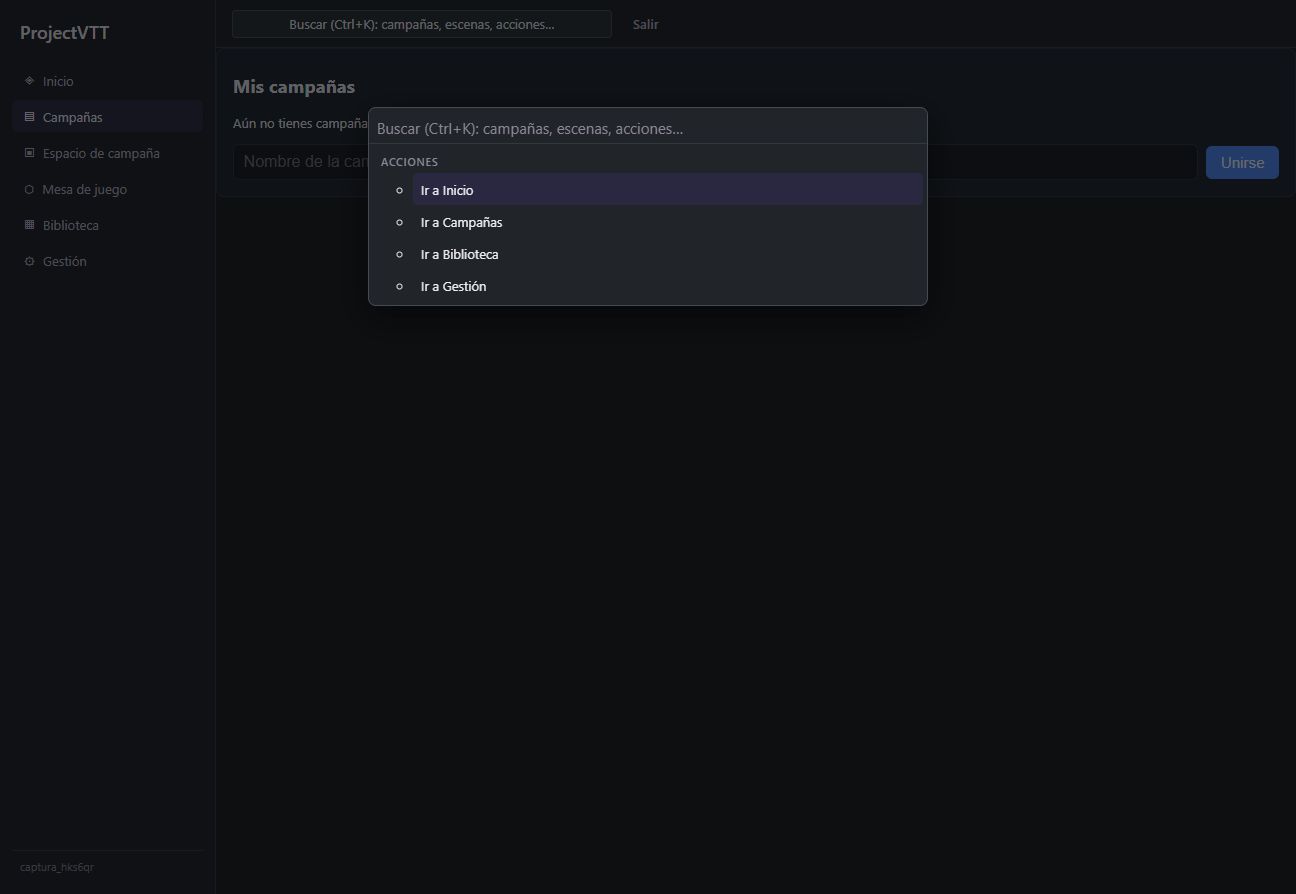 ProjectVTT
Inicio
Campañas
Espacio de campaña
Mesa de juego
Biblioteca
Gestión
captura_hks6qr
Buscar (Ctrl+K): campañas, escenas, acciones...
Salir
Mis campañas
Aún no tienes campaña
Nombre de la can
Unirse
Buscar (Ctrl+K): campañas, escenas, acciones...
ACCIONES
Ir a Inicio
Ir a Campañas
Ir a Biblioteca
Ir a Gestión